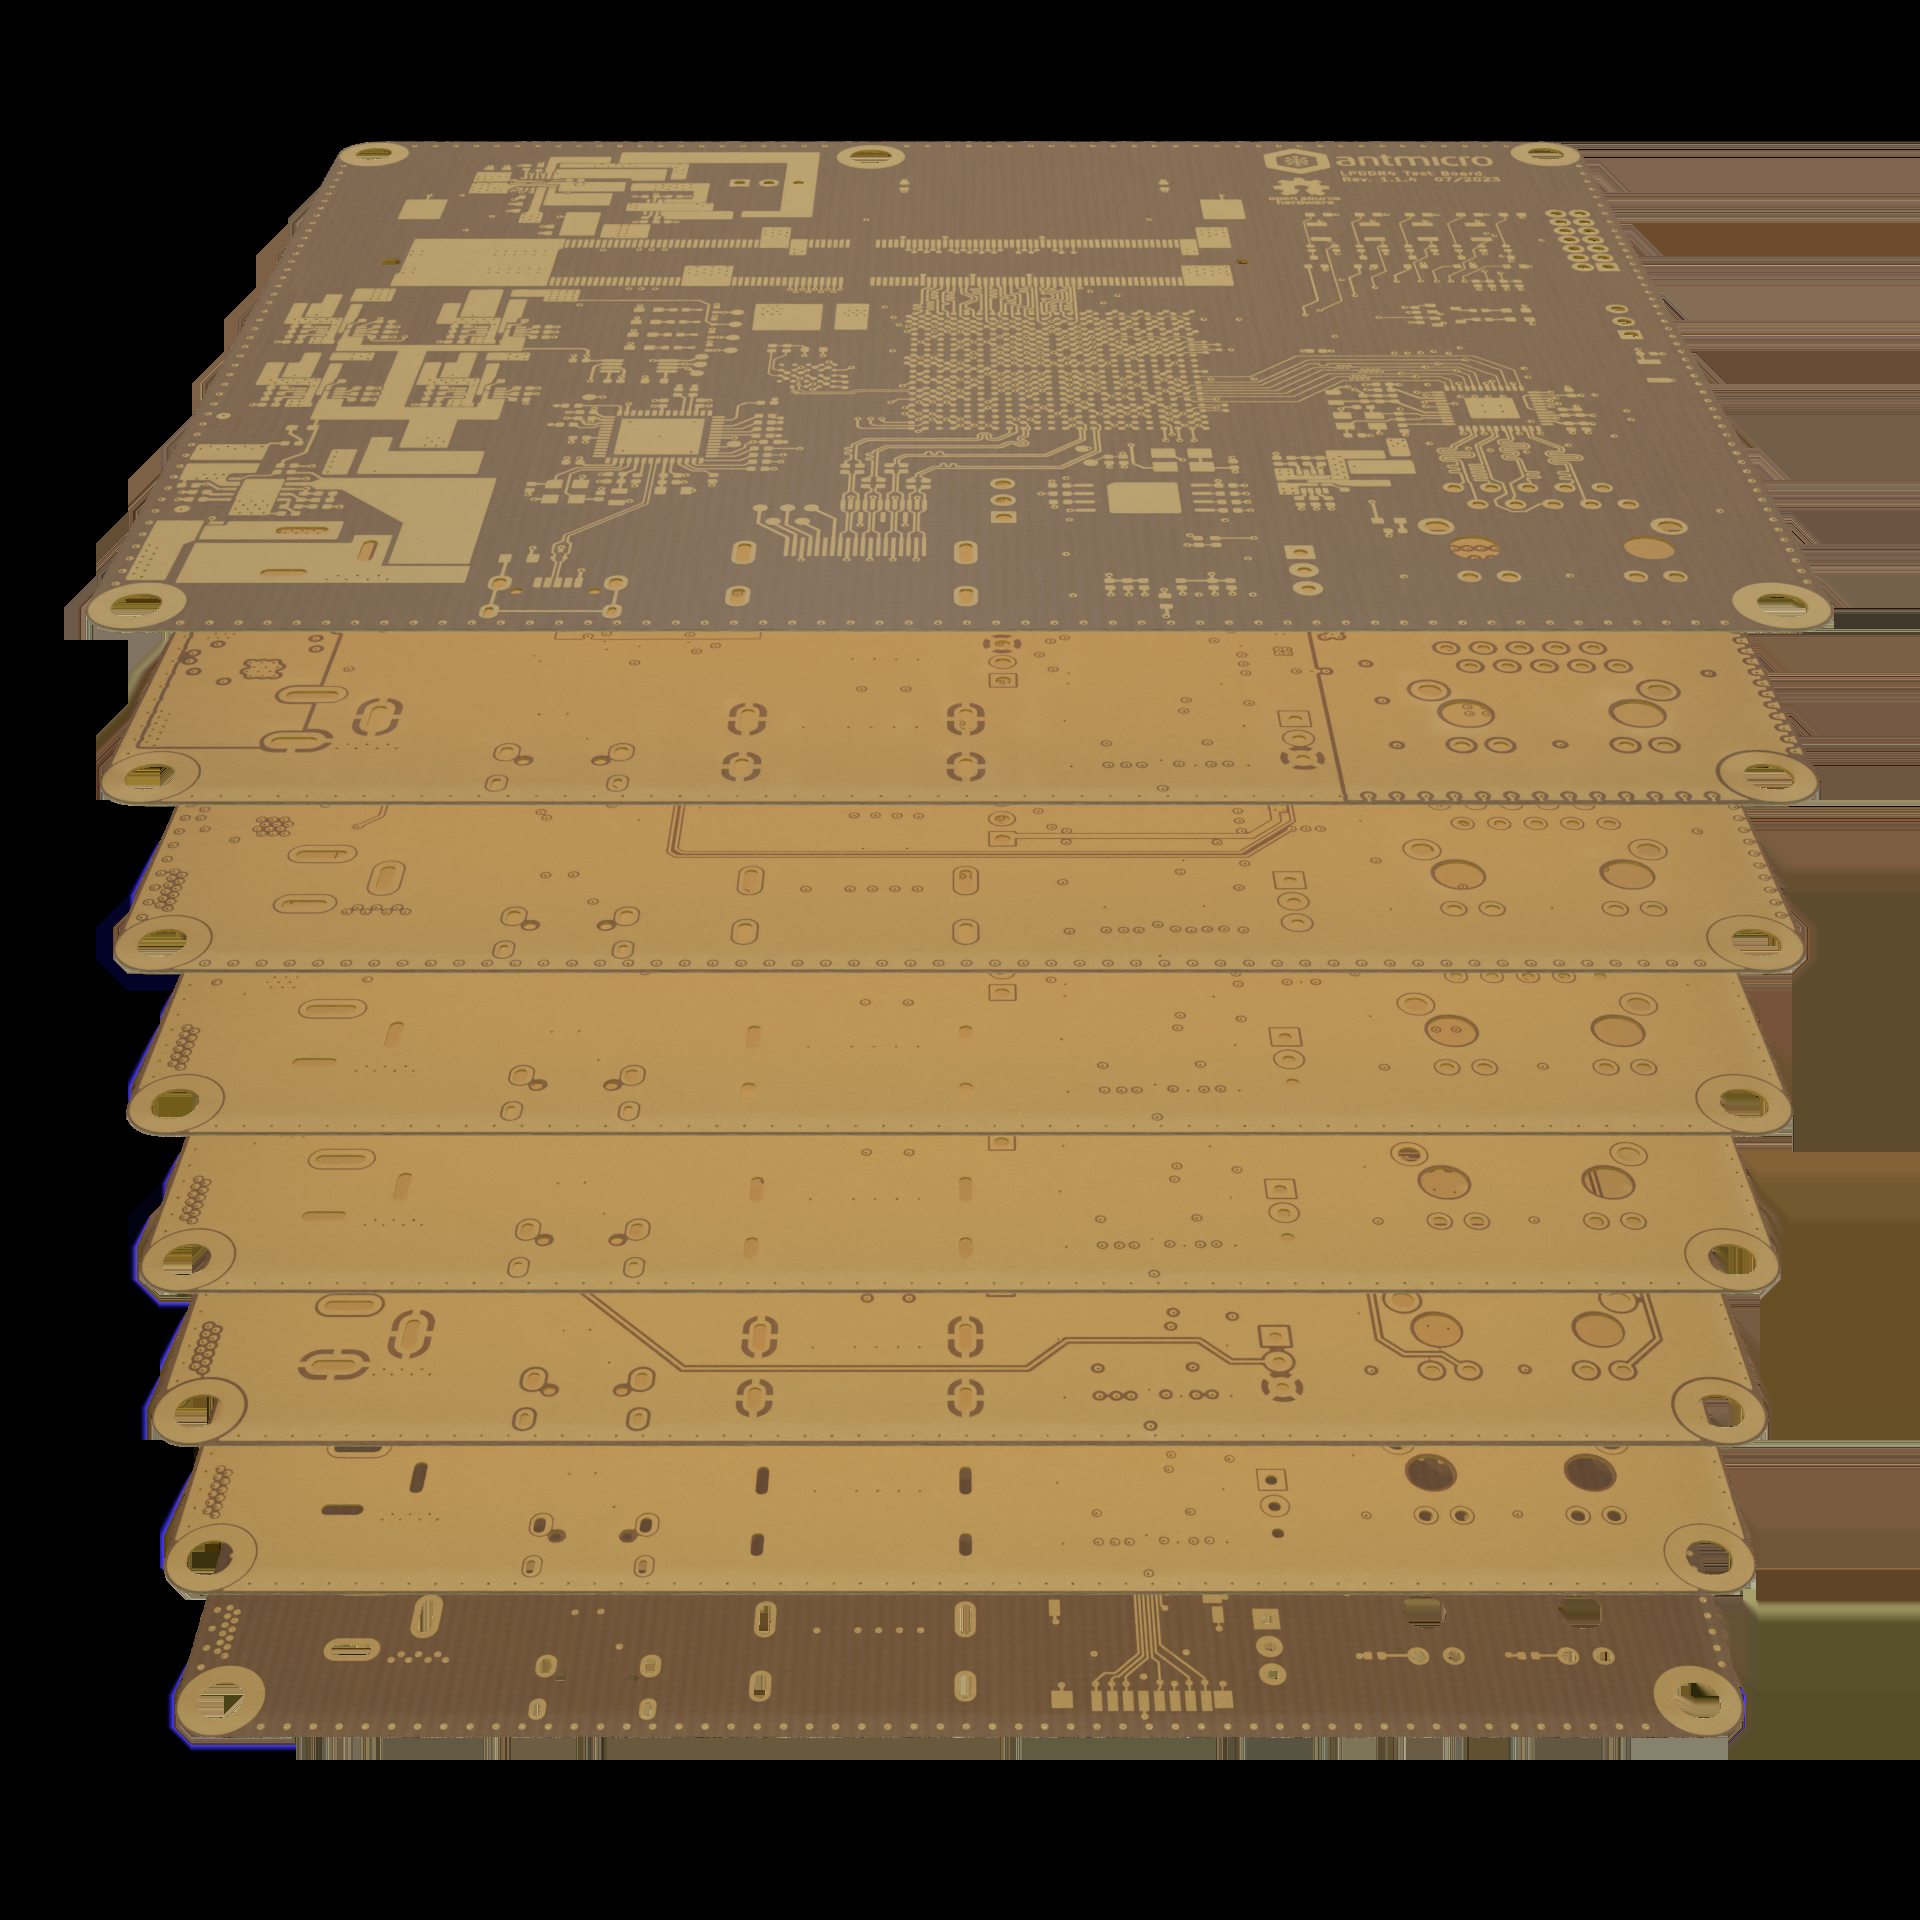 antmicro
LPDDR4 Test Board
Rev. 1.1.4 07/2023
open source
hardware